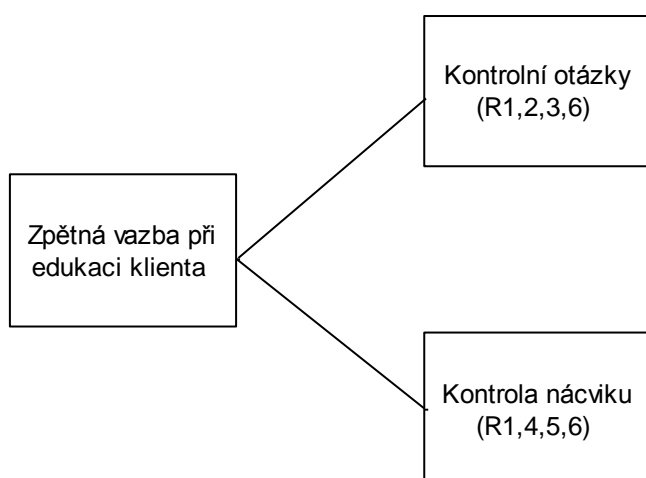 Kontrolní otázky
(R1,2,3,6)
Zpětná vazba při
edukaci klienta
Kontrola nácviku
(R1,4,5,6)